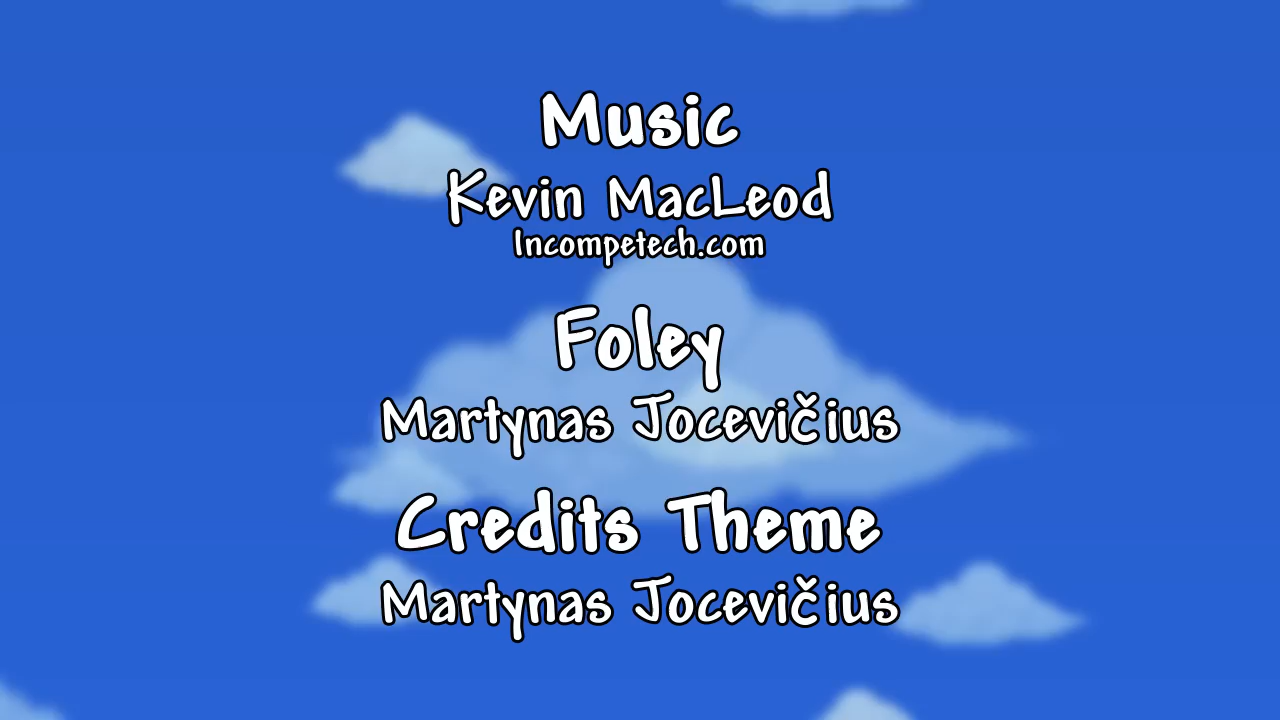 Music
Kevin MacLeod
Incompetech.com
Foley
Martynas Jocevičius
Credits Theme
Martynas Jocevičius